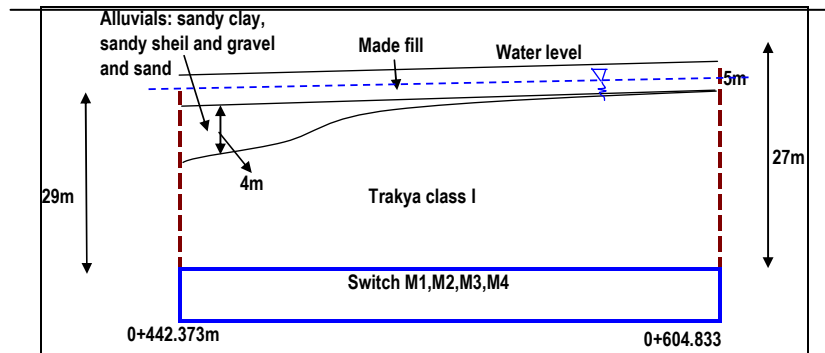 Alluvials: sandy clay,
sandy sheil and gravel
and sand
Made fill
Water level
5m
4m
29m
27m
Trakya class I
Switch M1,M2,M3,M4
0+442.373m
0+604.833